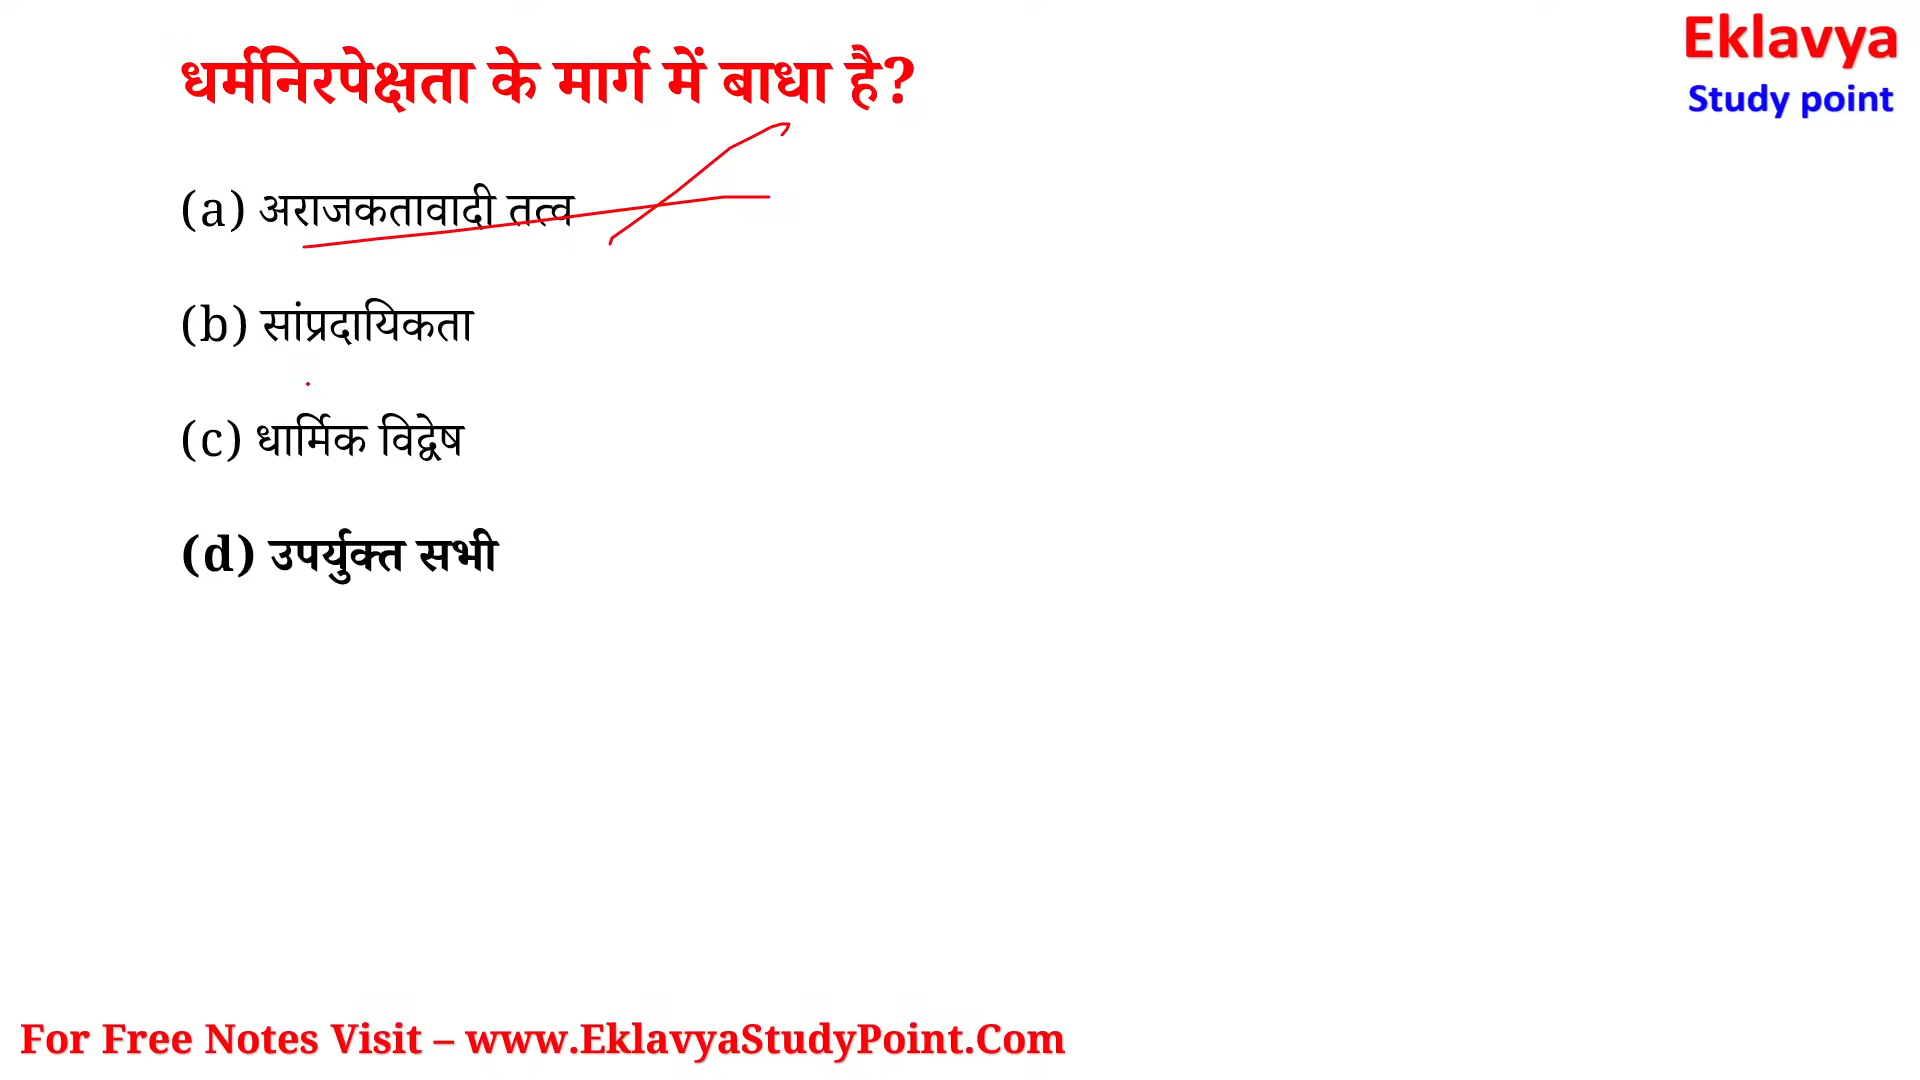 धर्मनिरपेक्षता के मार्ग में बाधा है?
Eklavya
Study point
(a) अराजकतावादी तत्व
(b) सांप्रदायिकता
(c) धार्मिक विद्वेष
(d) उपर्युक्त सभी
For Free Notes Visit – www.EklavyaStudyPoint.Com